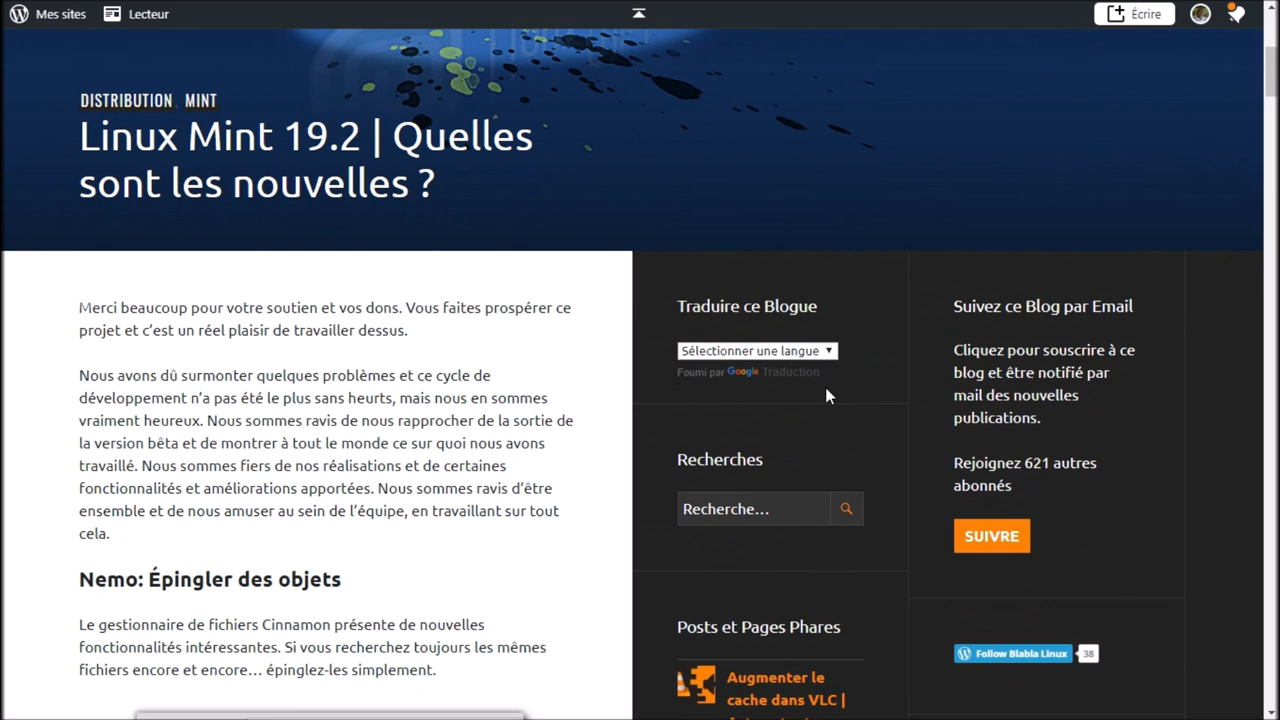 Mes sites
Lecteur
Écrire
DISTRIBUTION MINT
Linux Mint 19.2 | Quelles
sont les nouvelles ?
Merci beaucoup pour votre soutien et vos dons. Vous faites prospérer ce
projet et c’est un réel plaisir de travailler dessus.
Nous avons dû surmonter quelques problèmes et ce cycle de
développement n’a pas été le plus sans heurts, mais nous en sommes
vraiment heureux. Nous sommes ravis de nous rapprocher de la sortie de
la version bêta et de montrer à tout le monde ce sur quoi nous avons
travaillé. Nous sommes fiers de nos réalisations et de certaines
fonctionnalités et améliorations apportées. Nous sommes ravis d’être
ensemble et de nous amuser au sein de l’équipe, en travaillant sur tout
cela.
Nemo: Épingler des objets
Le gestionnaire de fichiers Cinnamon présente de nouvelles
fonctionnalités intéressantes. Si vous recherchez toujours les mêmes
fichiers encore et encore… épinglez-les simplement.
Traduire ce Blogue
Sélectionner une langue
Fourni par Google Traduction
Recherches
Recherche…
Posts et Pages Phares
Augmenter le
cache dans VLC |
Suivez ce Blog par Email
Cliquez pour souscrire à ce
blog et être notifié par
mail des nouvelles
publications.
Rejoignez 621 autres
abonnés
SUIVRE
Follow Blabla Linux
38